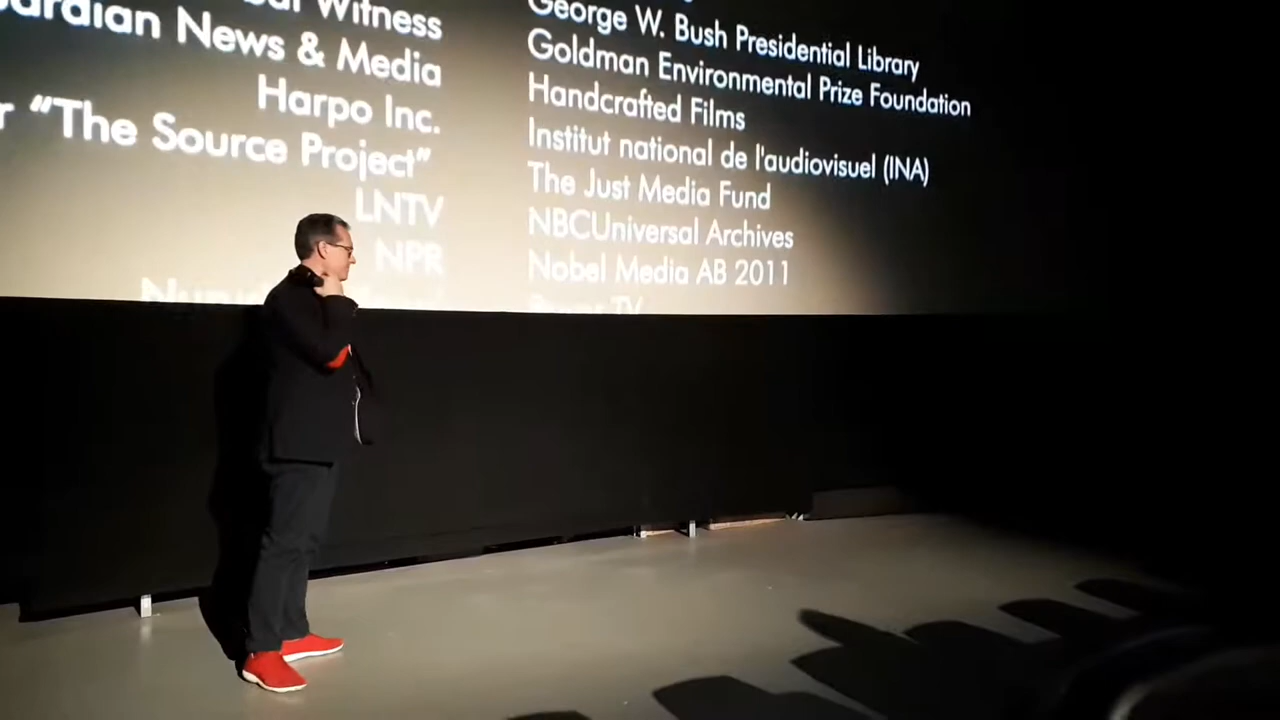 Witness
News & Media
Harpo Inc.
"The Source Project"
LNTV
NPR
George W. Bush Presidential Library
Goldman Environmental Prize Foundation
Handcrafted Films
Institut national de l'audiovisuel (INA)
The Just Media Fund
NBCUniversal Archives
Nobel Media AB 2011
TV